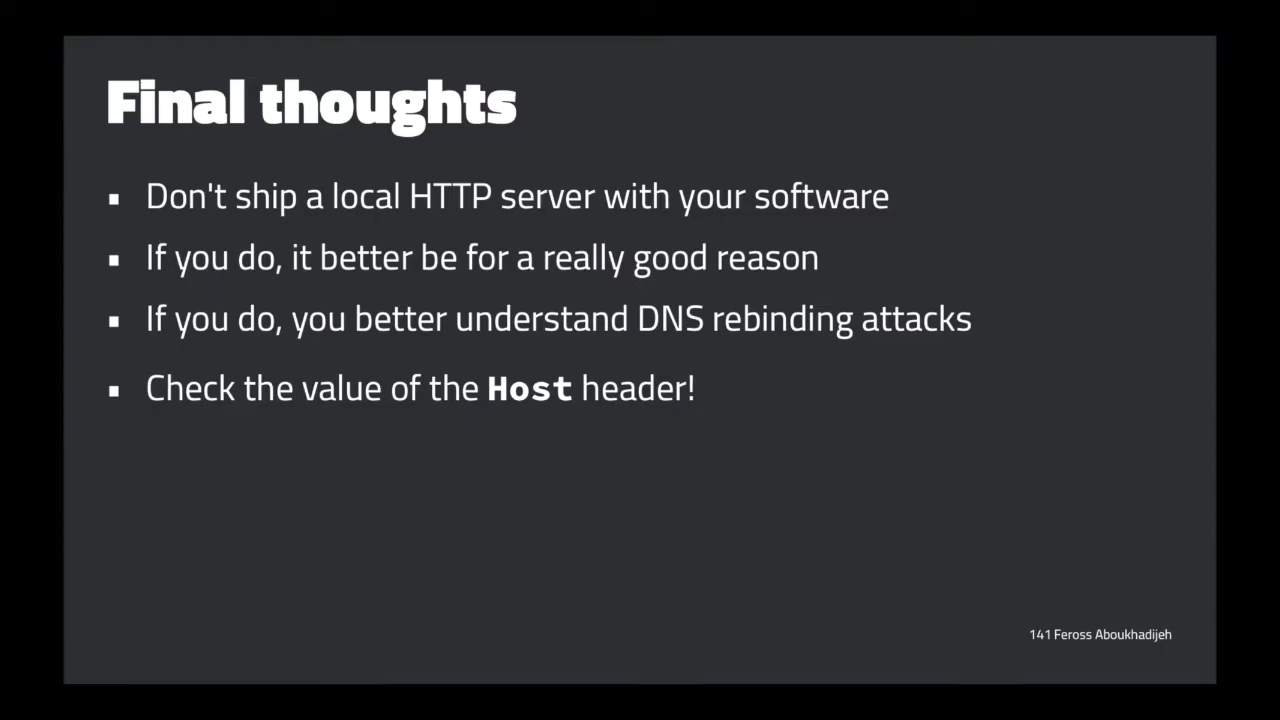 Final thoughts
▪ Don't ship a local HTTP server with your software
▪ If you do, it better be for a really good reason
▪ If you do, you better understand DNS rebinding attacks
▪ Check the value of the Host header!
141 Feross Aboukhadijeh